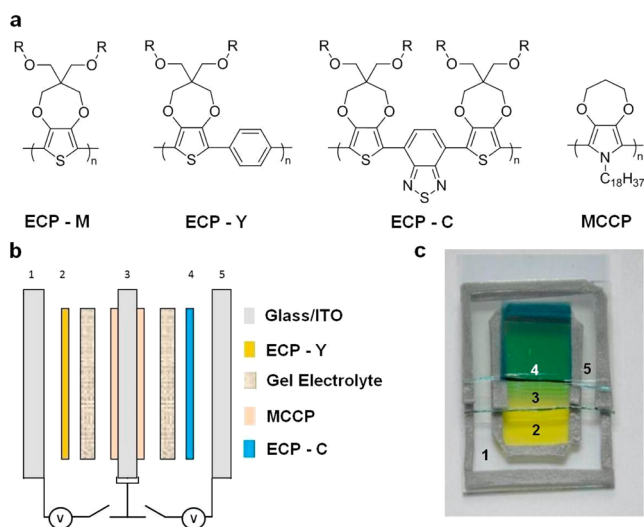 a
R R R R R R R R
O O O O O O O O
O O O O O O O O O O
S n S n S S n N n
N N
S
C18H37
ECP - M ECP - Y ECP - C MCCP
b
1 2 3 4 5
Glass/ITO
ECP - Y
Gel Electrolyte
MCCP
ECP - C
V V
c
4
5
3
2
1